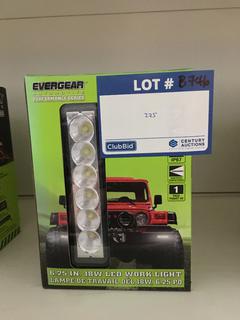 EVERGEAR
PERFORMANCE SERIES
LOT # B746
225
ClubBid
CENTURY
AUCTIONS
IP67
1
6.25 IN. 18W LED WORK LIGHT
LAMPE DE TRAVAIL DEL 18W, 6,25 PO